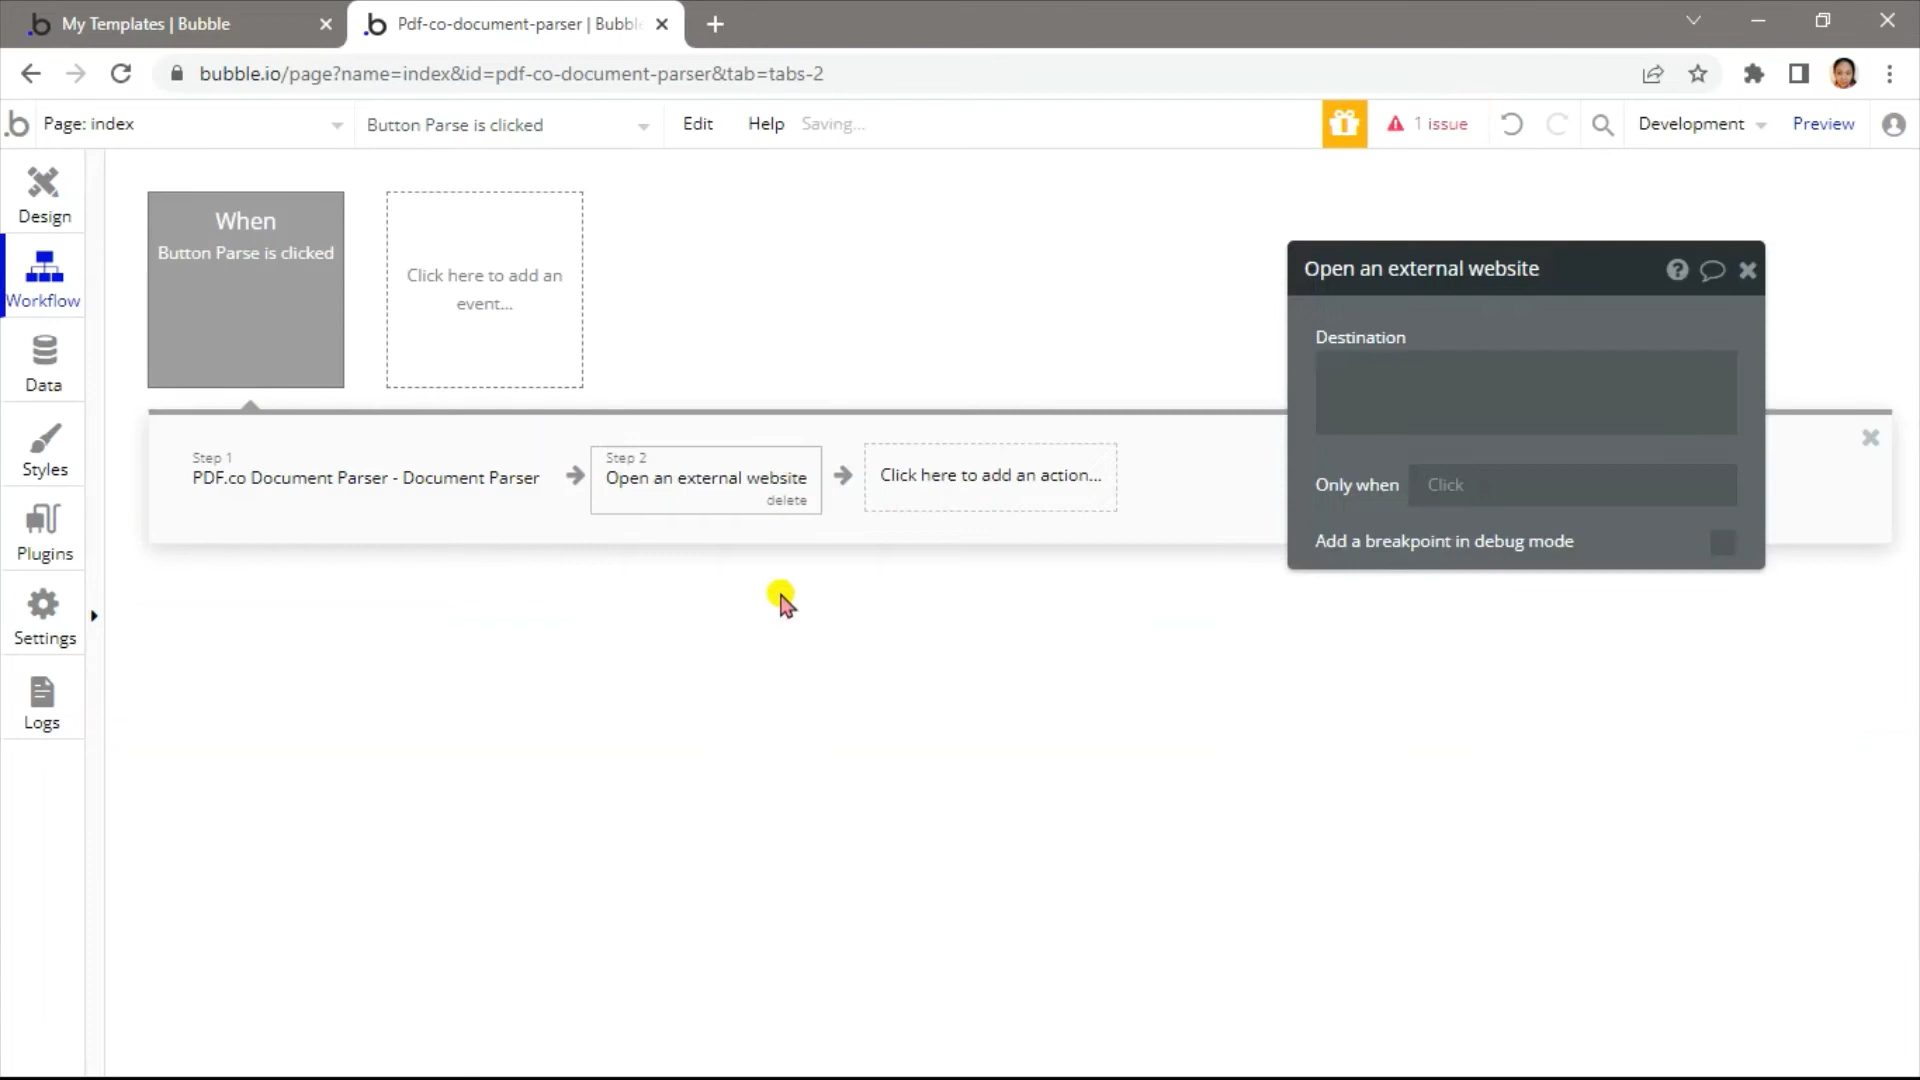 My Templates | Bubble
Pdf-co-document-parser | Bubble
bubble.io/page?name=index&id=pdf-co-document-parser&tab=tabs-2
Page: index
Button Parse is clicked
Edit
Help
Saving...
1 issue
Development
Preview
Design
Workflow
Data
Styles
Plugins
Settings
Logs
When
Button Parse is clicked
Click here to add an
event...
Step 1
PDF.co Document Parser - Document Parser
Step 2
Open an external website
delete
Click here to add an action...
Open an external website
Destination
Only when
Click
Add a breakpoint in debug mode